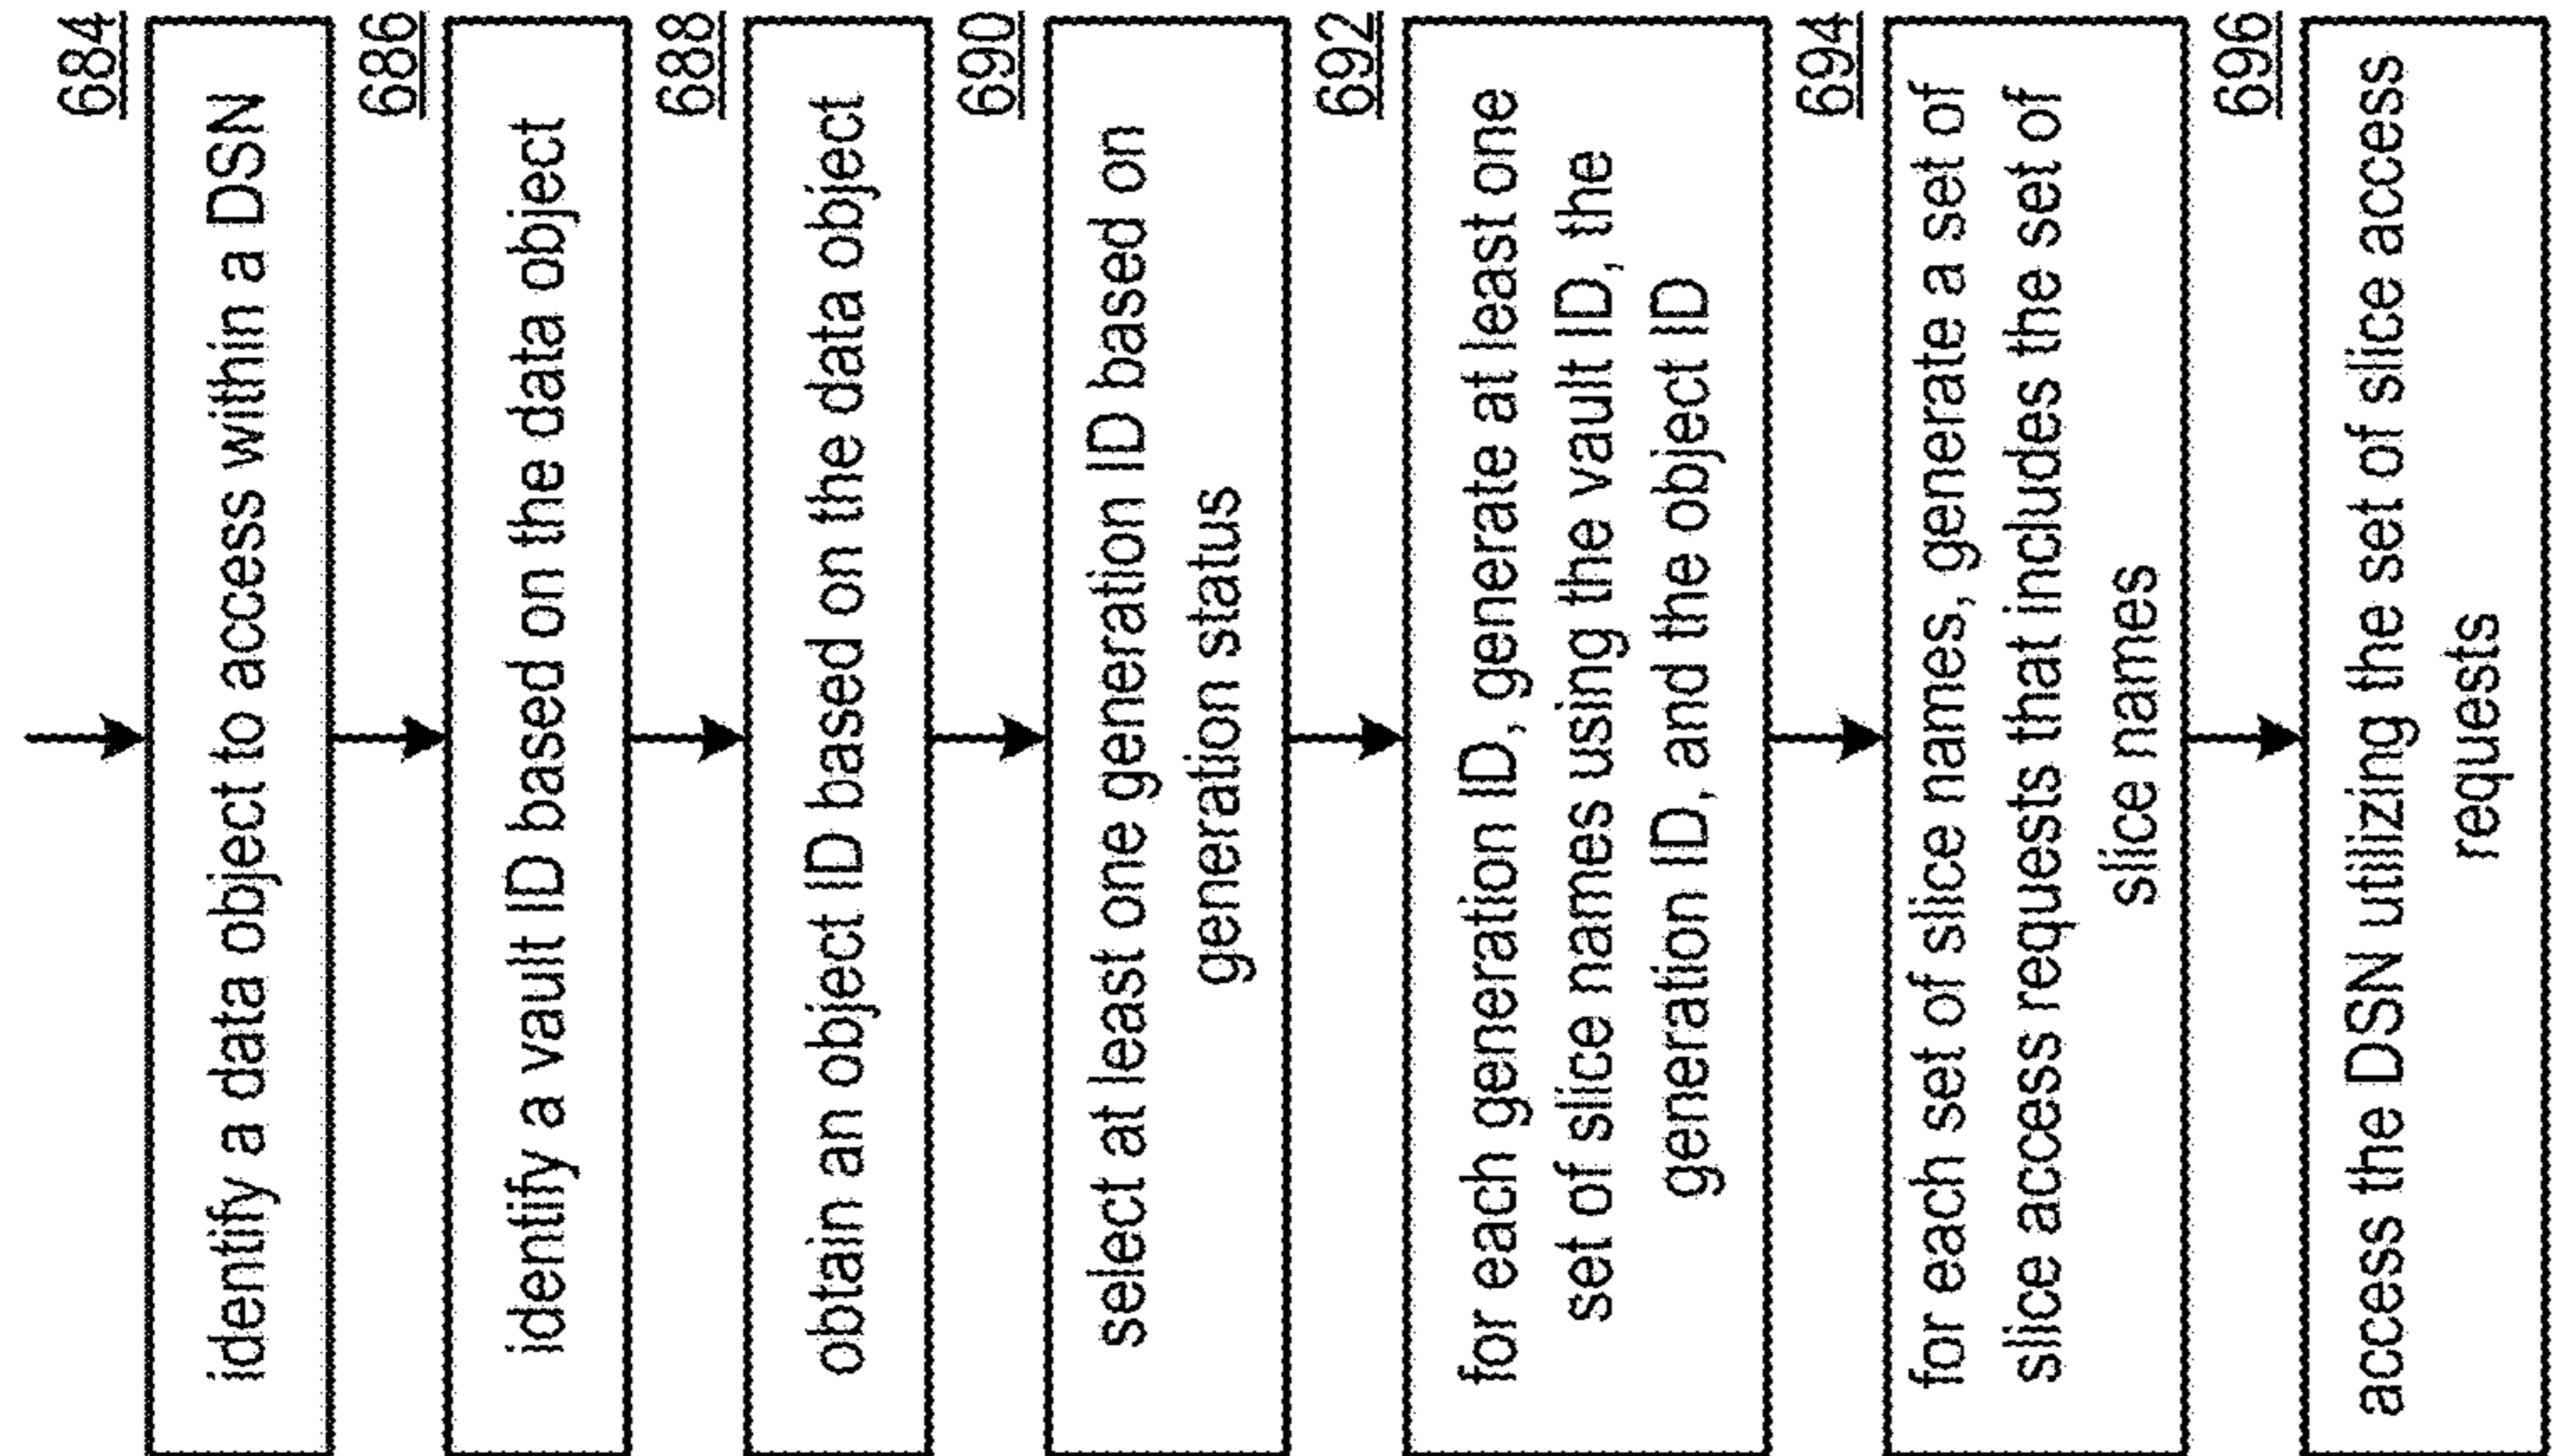 684
identify a data object to access within a DSN
686
identify a vault ID based on the data object
688
obtain an object ID based on the data object
690
select at least one generation ID based on
generation status
692
for each generation ID, generate at least one
set of slice names using the vault ID, the
generation ID, and the object ID
694
for each set of slice names, generate a set of
slice access requests that includes the set of
slice names
696
access the DSN utilizing the set of slice access
requests